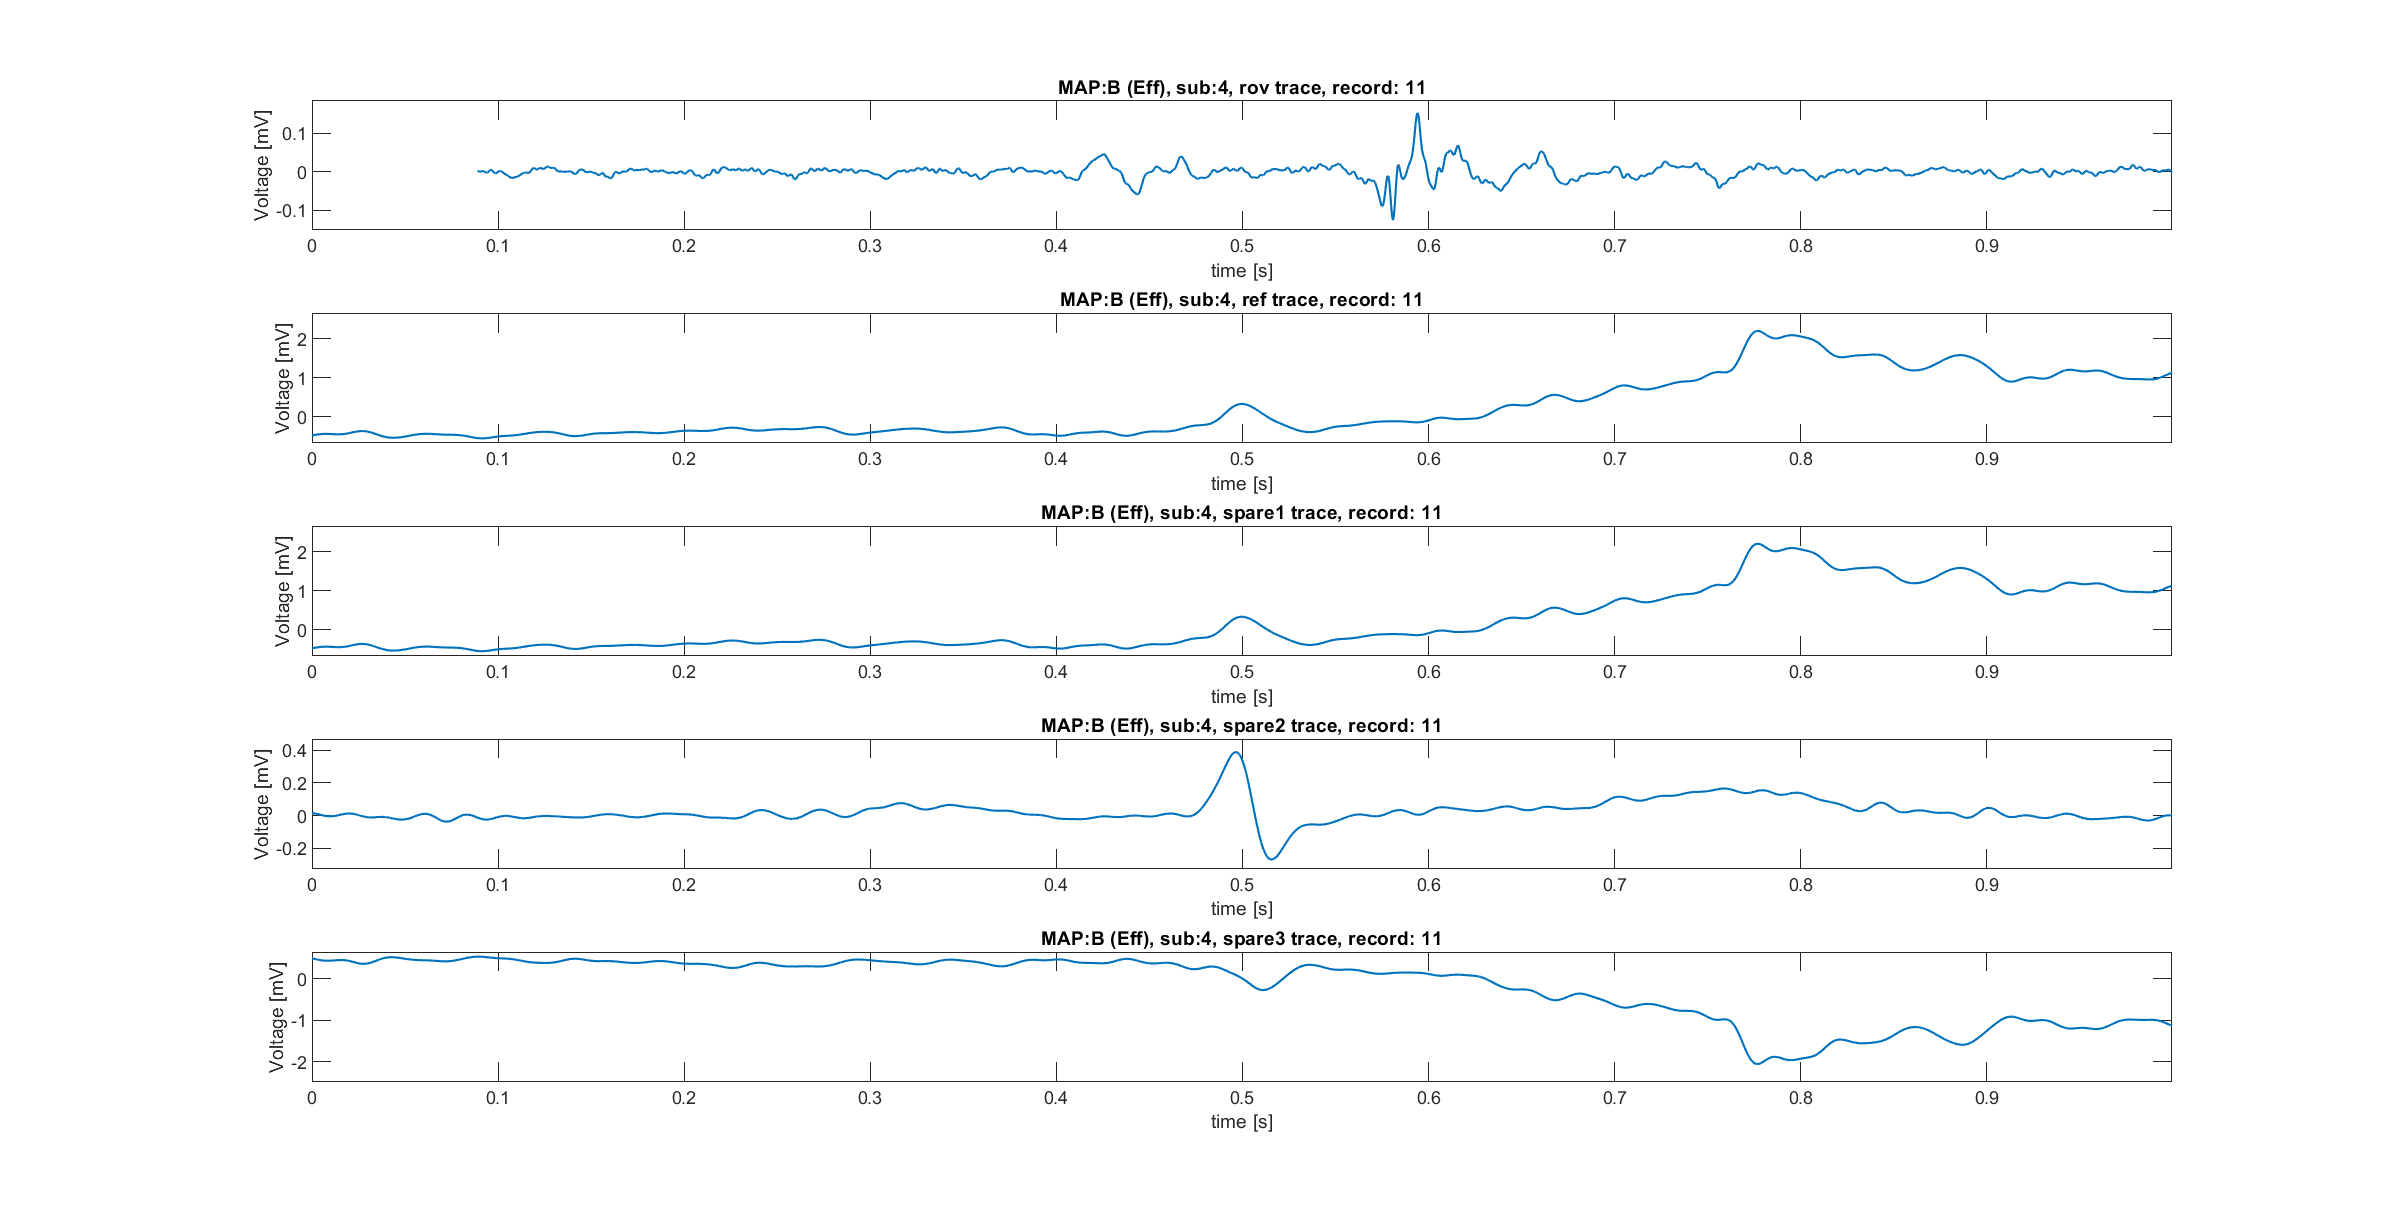 MAP:B (Eff), sub:4, rov trace, record: 11
Voltage [mV]
0.1
0
-0.1
0 0.1 0.2 0.3 0.4 0.5 0.6 0.7 0.8 0.9
time [s]
MAP:B (Eff), sub:4, ref trace, record: 11
Voltage [mV]
2
1
0
0 0.1 0.2 0.3 0.4 0.5 0.6 0.7 0.8 0.9
time [s]
MAP:B (Eff), sub:4, spare1 trace, record: 11
Voltage [mV]
2
1
0
0 0.1 0.2 0.3 0.4 0.5 0.6 0.7 0.8 0.9
time [s]
MAP:B (Eff), sub:4, spare2 trace, record: 11
Voltage [mV]
0.4
0.2
0
-0.2
0 0.1 0.2 0.3 0.4 0.5 0.6 0.7 0.8 0.9
time [s]
MAP:B (Eff), sub:4, spare3 trace, record: 11
Voltage [mV]
0
-1
-2
0 0.1 0.2 0.3 0.4 0.5 0.6 0.7 0.8 0.9
time [s]